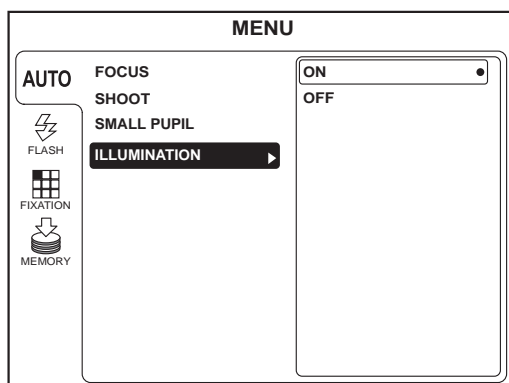 MENU
AUTO
FLASH
FIXATION
MEMORY
FOCUS
SHOOT
SMALL PUPIL
ILLUMINATION
ON
OFF